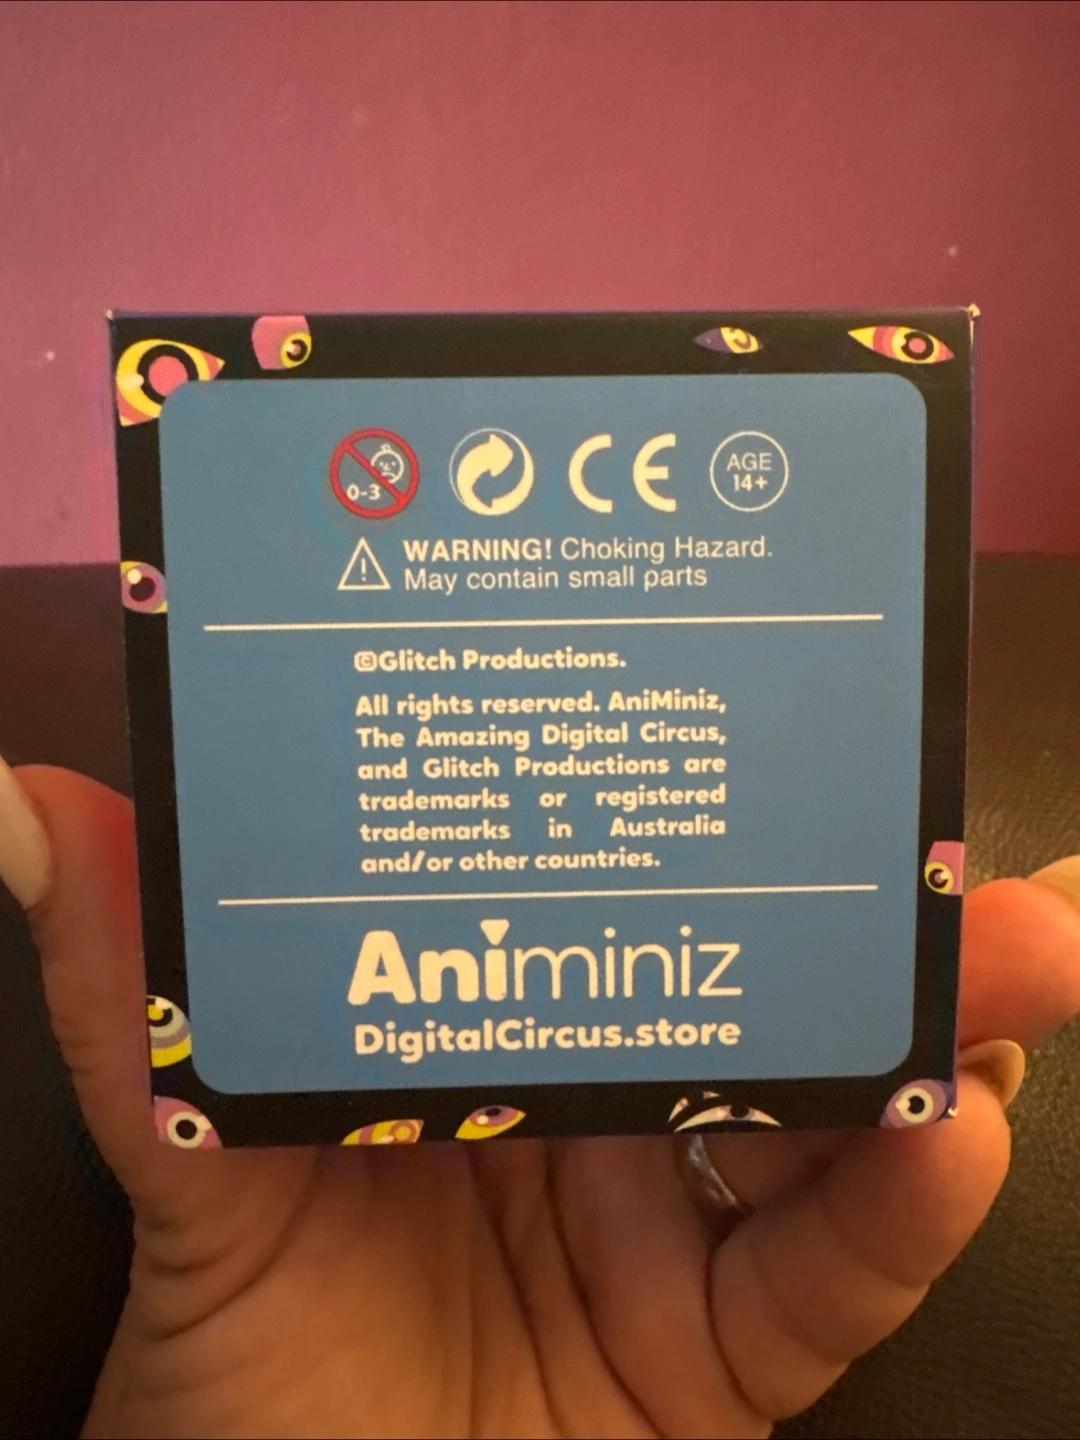 0-3
CE
AGE
14+
WARNING! Choking Hazard.
May contain small parts
©Glitch Productions.
All rights reserved. AniMiniz,
The Amazing Digital Circus,
and Glitch Productions are
trademarks or registered
trademarks in Australia
and/or other countries.
Animiniz
DigitalCircus.store